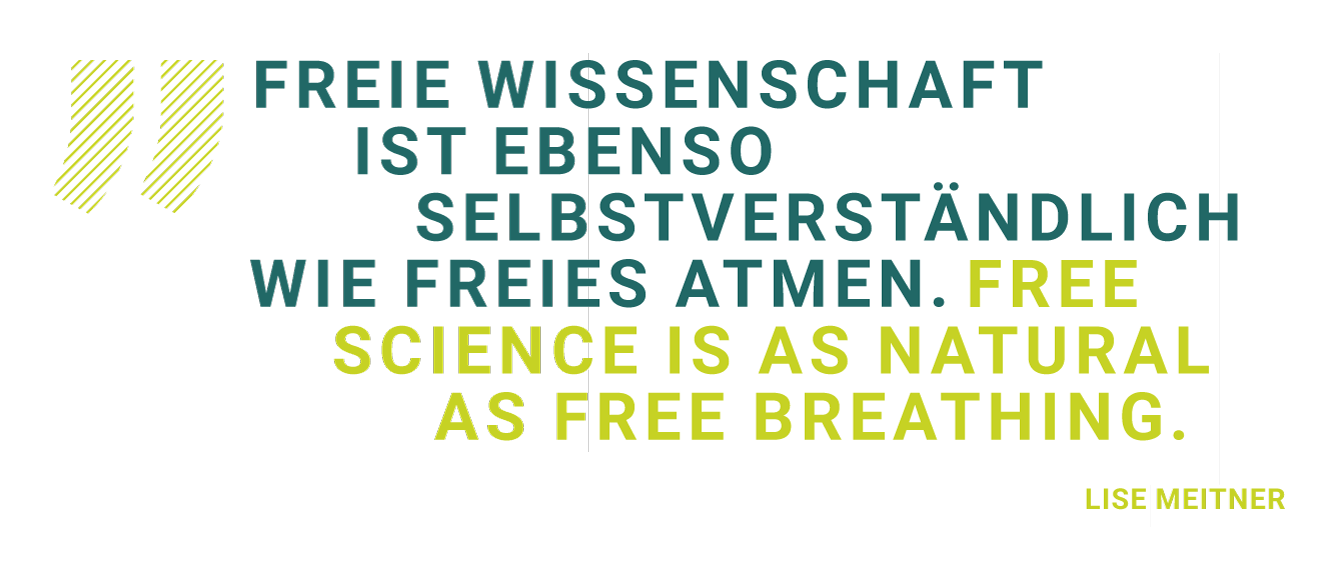 FREIE WISSENSCHAFT
IST EBENSO
SELBSTVERSTÄNDLICH
WIE FREIES ATMEN. FREE
SCIENCE IS AS NATURAL
AS FREE BREATHING.
LISE MEITNER